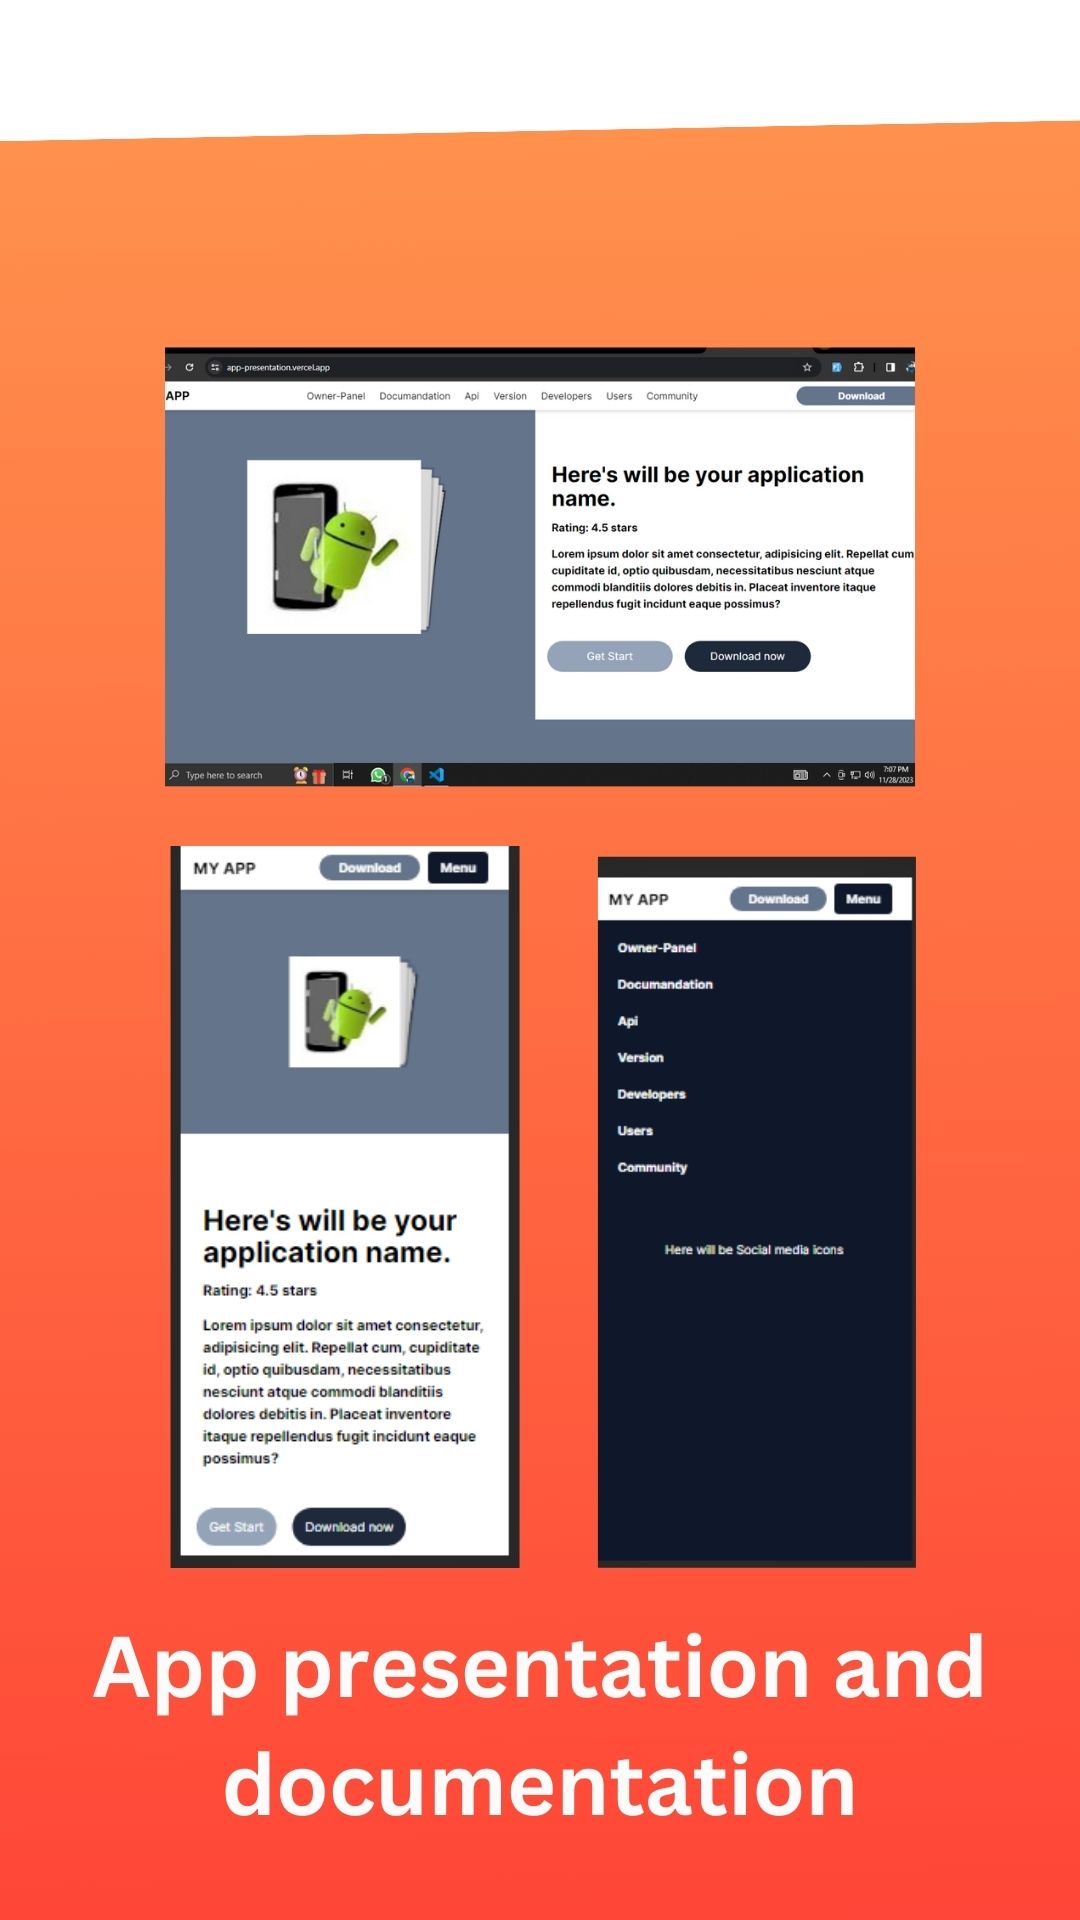 app-presentation.vercel.app
APP
Owner-Panel Documandation Api Version Developers Users Community
Download
Here's will be your application
name.
Rating: 4.5 stars
Lorem ipsum dolor sit amet consectetur, adipisicing elit. Repellat cum,
cupiditate id, optio quibusdam, necessitatibus nesciunt atque
commodi blanditiis dolores debitis in. Placeat inventore itaque
repellendus fugit incidunt eaque possimus?
Get Start
Download now
Type here to search
7:07 PM
11/28/2023
MY APP
Download
Menu
Here's will be your
application name.
Rating: 4.5 stars
Lorem ipsum dolor sit amet consectetur,
adipisicing elit. Repellat cum, cupiditate
id, optio quibusdam, necessitatibus
nesciunt atque commodi blanditiis
dolores debitis in. Placeat inventore
itaque repellendus fugit incidunt eaque
possimus?
Get Start
Download now
MY APP
Download
Menu
Owner-Panel
Documandation
Api
Version
Developers
Users
Community
Here will be Social media icons
App presentation and
documentation